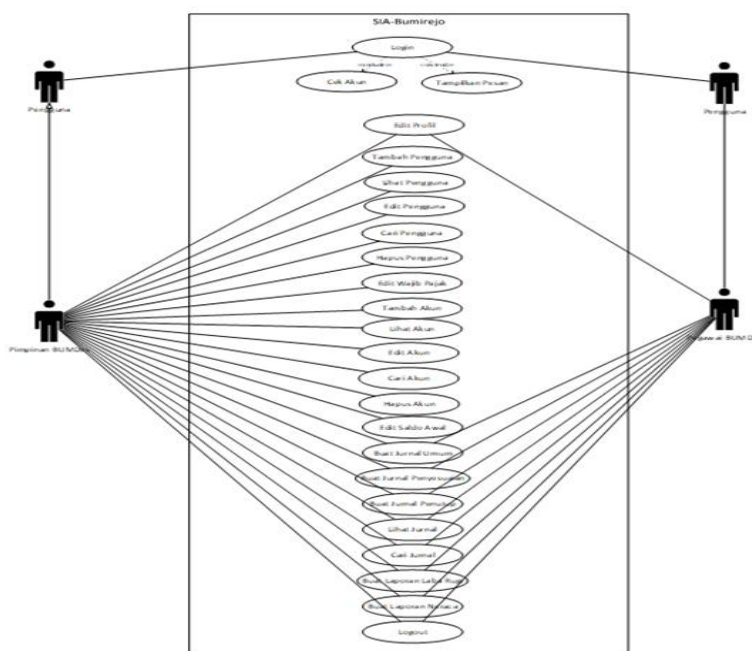 SIA-Bumirejo
Login
Cek Akun
Tampilkan Pesan
Pengguna
Pengguna
Edit Profil
Tambah Pengguna
Lihat Pengguna
Edit Pengguna
Cari Pengguna
Hapus Pengguna
Edit Wajib Pajak
Tambah Akun
Lihat Akun
Pimpinan BUMDes
Pegawai BUMD
Edit Akun
Cari Akun
Hapus Akun
Edit Saldo Awal
Buat Jurnal Umum
Buat Jurnal Penyesuaian
Buat Jurnal Penutup
Lihat Jurnal
Cari Jurnal
Buat Laporan Laba Rugi
Buat Laporan Neraca
Logout